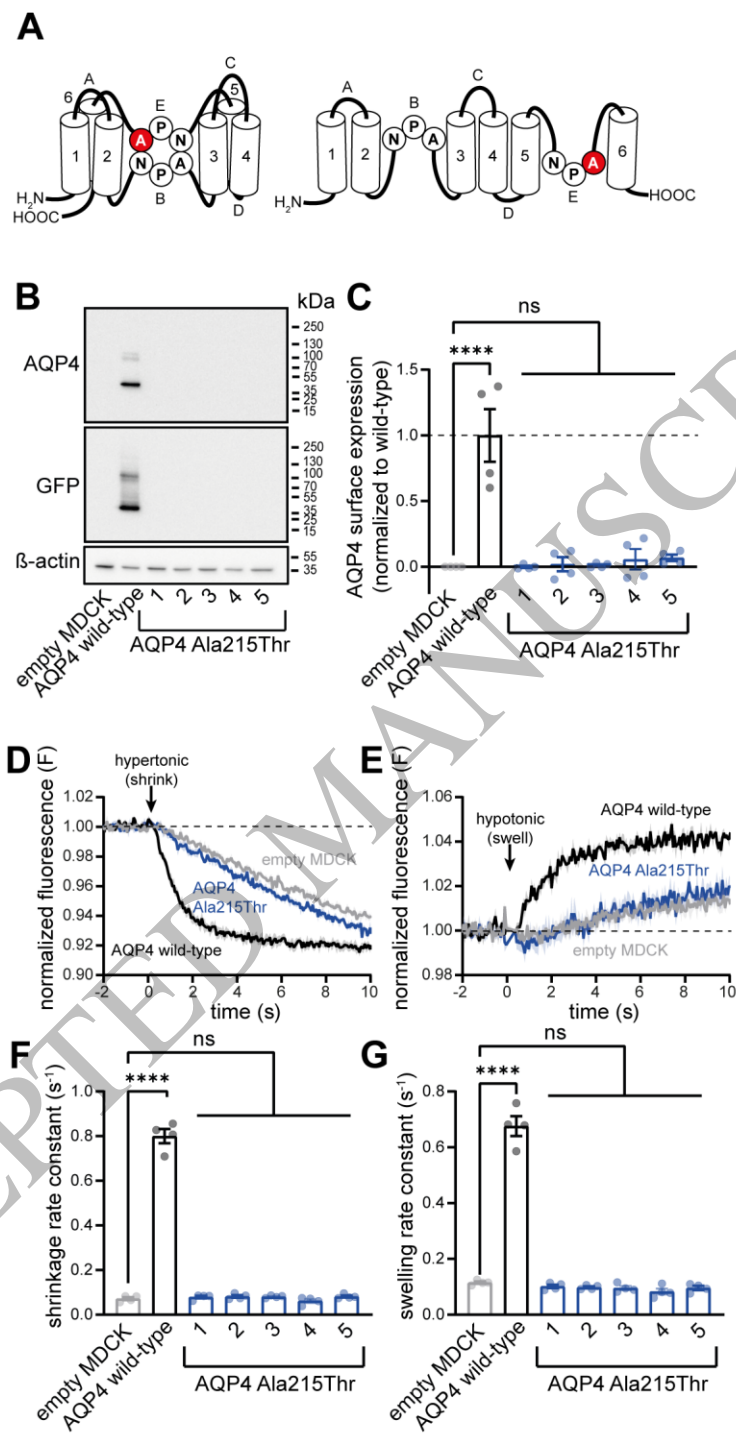 A
A
C
6
5
E
P
A
N
N
A
P
B
1
2
3
4
D
H2N
HOOC
A
B
C
P
N
A
1
2
3
4
5
6
N
P
A
E
D
H2N
HOOC
B
kDa
AQP4
250
130
100
70
55
35
25
15
GFP
250
130
100
70
55
35
25
15
ß-actin
55
35
empty MDCK
AQP4 wild-type
1 2 3 4 5
AQP4 Ala215Thr
C
ns
****
AQP4 surface expression
(normalized to wild-type)
1.5
1.0
0.5
0.0
empty MDCK
AQP4 wild-type
1 2 3 4 5
AQP4 Ala215Thr
D
normalized fluorescence (F)
hypertonic
(shrink)
1.02
1.00
0.98
0.96
0.94
0.92
0.90
empty MDCK
AQP4
Ala215Thr
AQP4 wild-type
-2 0 2 4 6 8 10
time (s)
E
normalized fluorescence (F)
hypotonic
(swell)
1.06
1.04
1.02
1.00
0.98
AQP4 wild-type
AQP4 Ala215Thr
empty MDCK
-2 0 2 4 6 8 10
time (s)
F
ns
****
shrinkage rate constant (s-1)
1.0
0.8
0.6
0.4
0.2
0.0
empty MDCK
AQP4 wild-type
1 2 3 4 5
AQP4 Ala215Thr
G
ns
****
swelling rate constant (s-1)
0.8
0.6
0.4
0.2
0.0
empty MDCK
AQP4 wild-type
1 2 3 4 5
AQP4 Ala215Thr
EPTED MANUSC